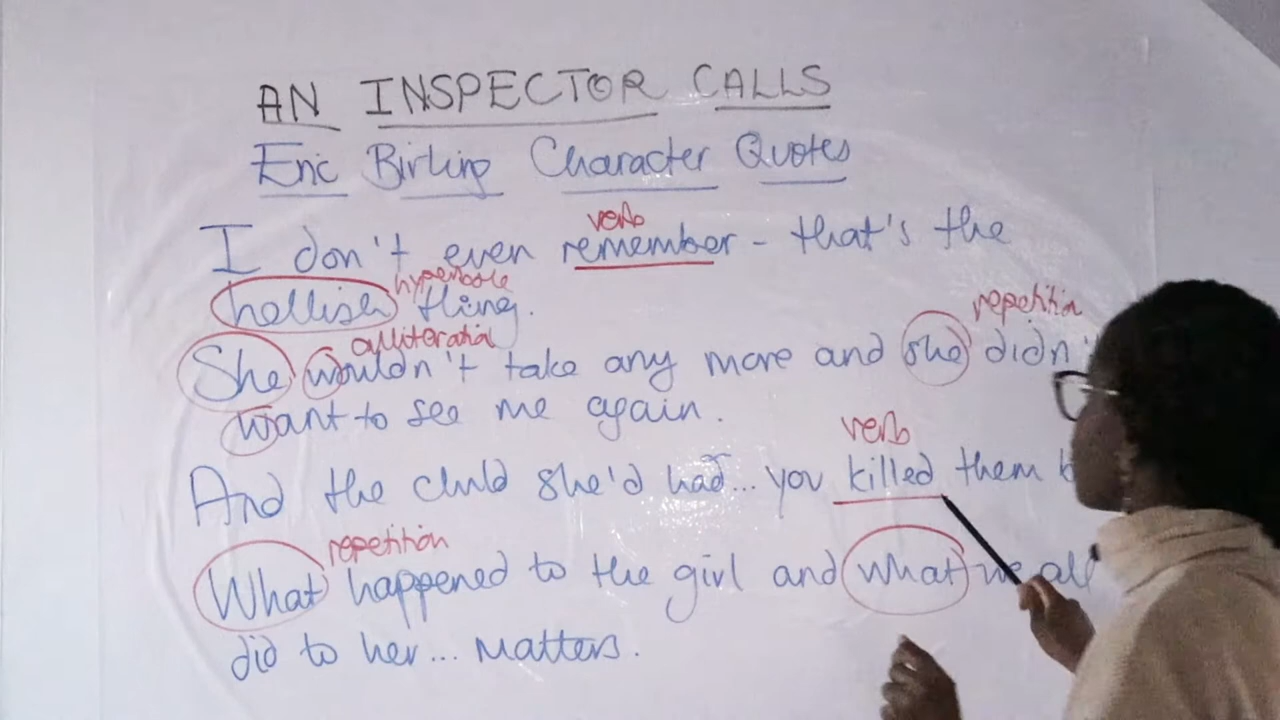 AN INSPECTOR CALLS
Eric Birling Character Quotes
verb
I don't even remember - that's the
hyperbole
hellish thing.
repetition
alliteration
She wouldn't take any more and she didn'
want to see me again.
verb
And the child she'd had... you killed them
repetition
What happened to the girl and what we all
did to her... matters.